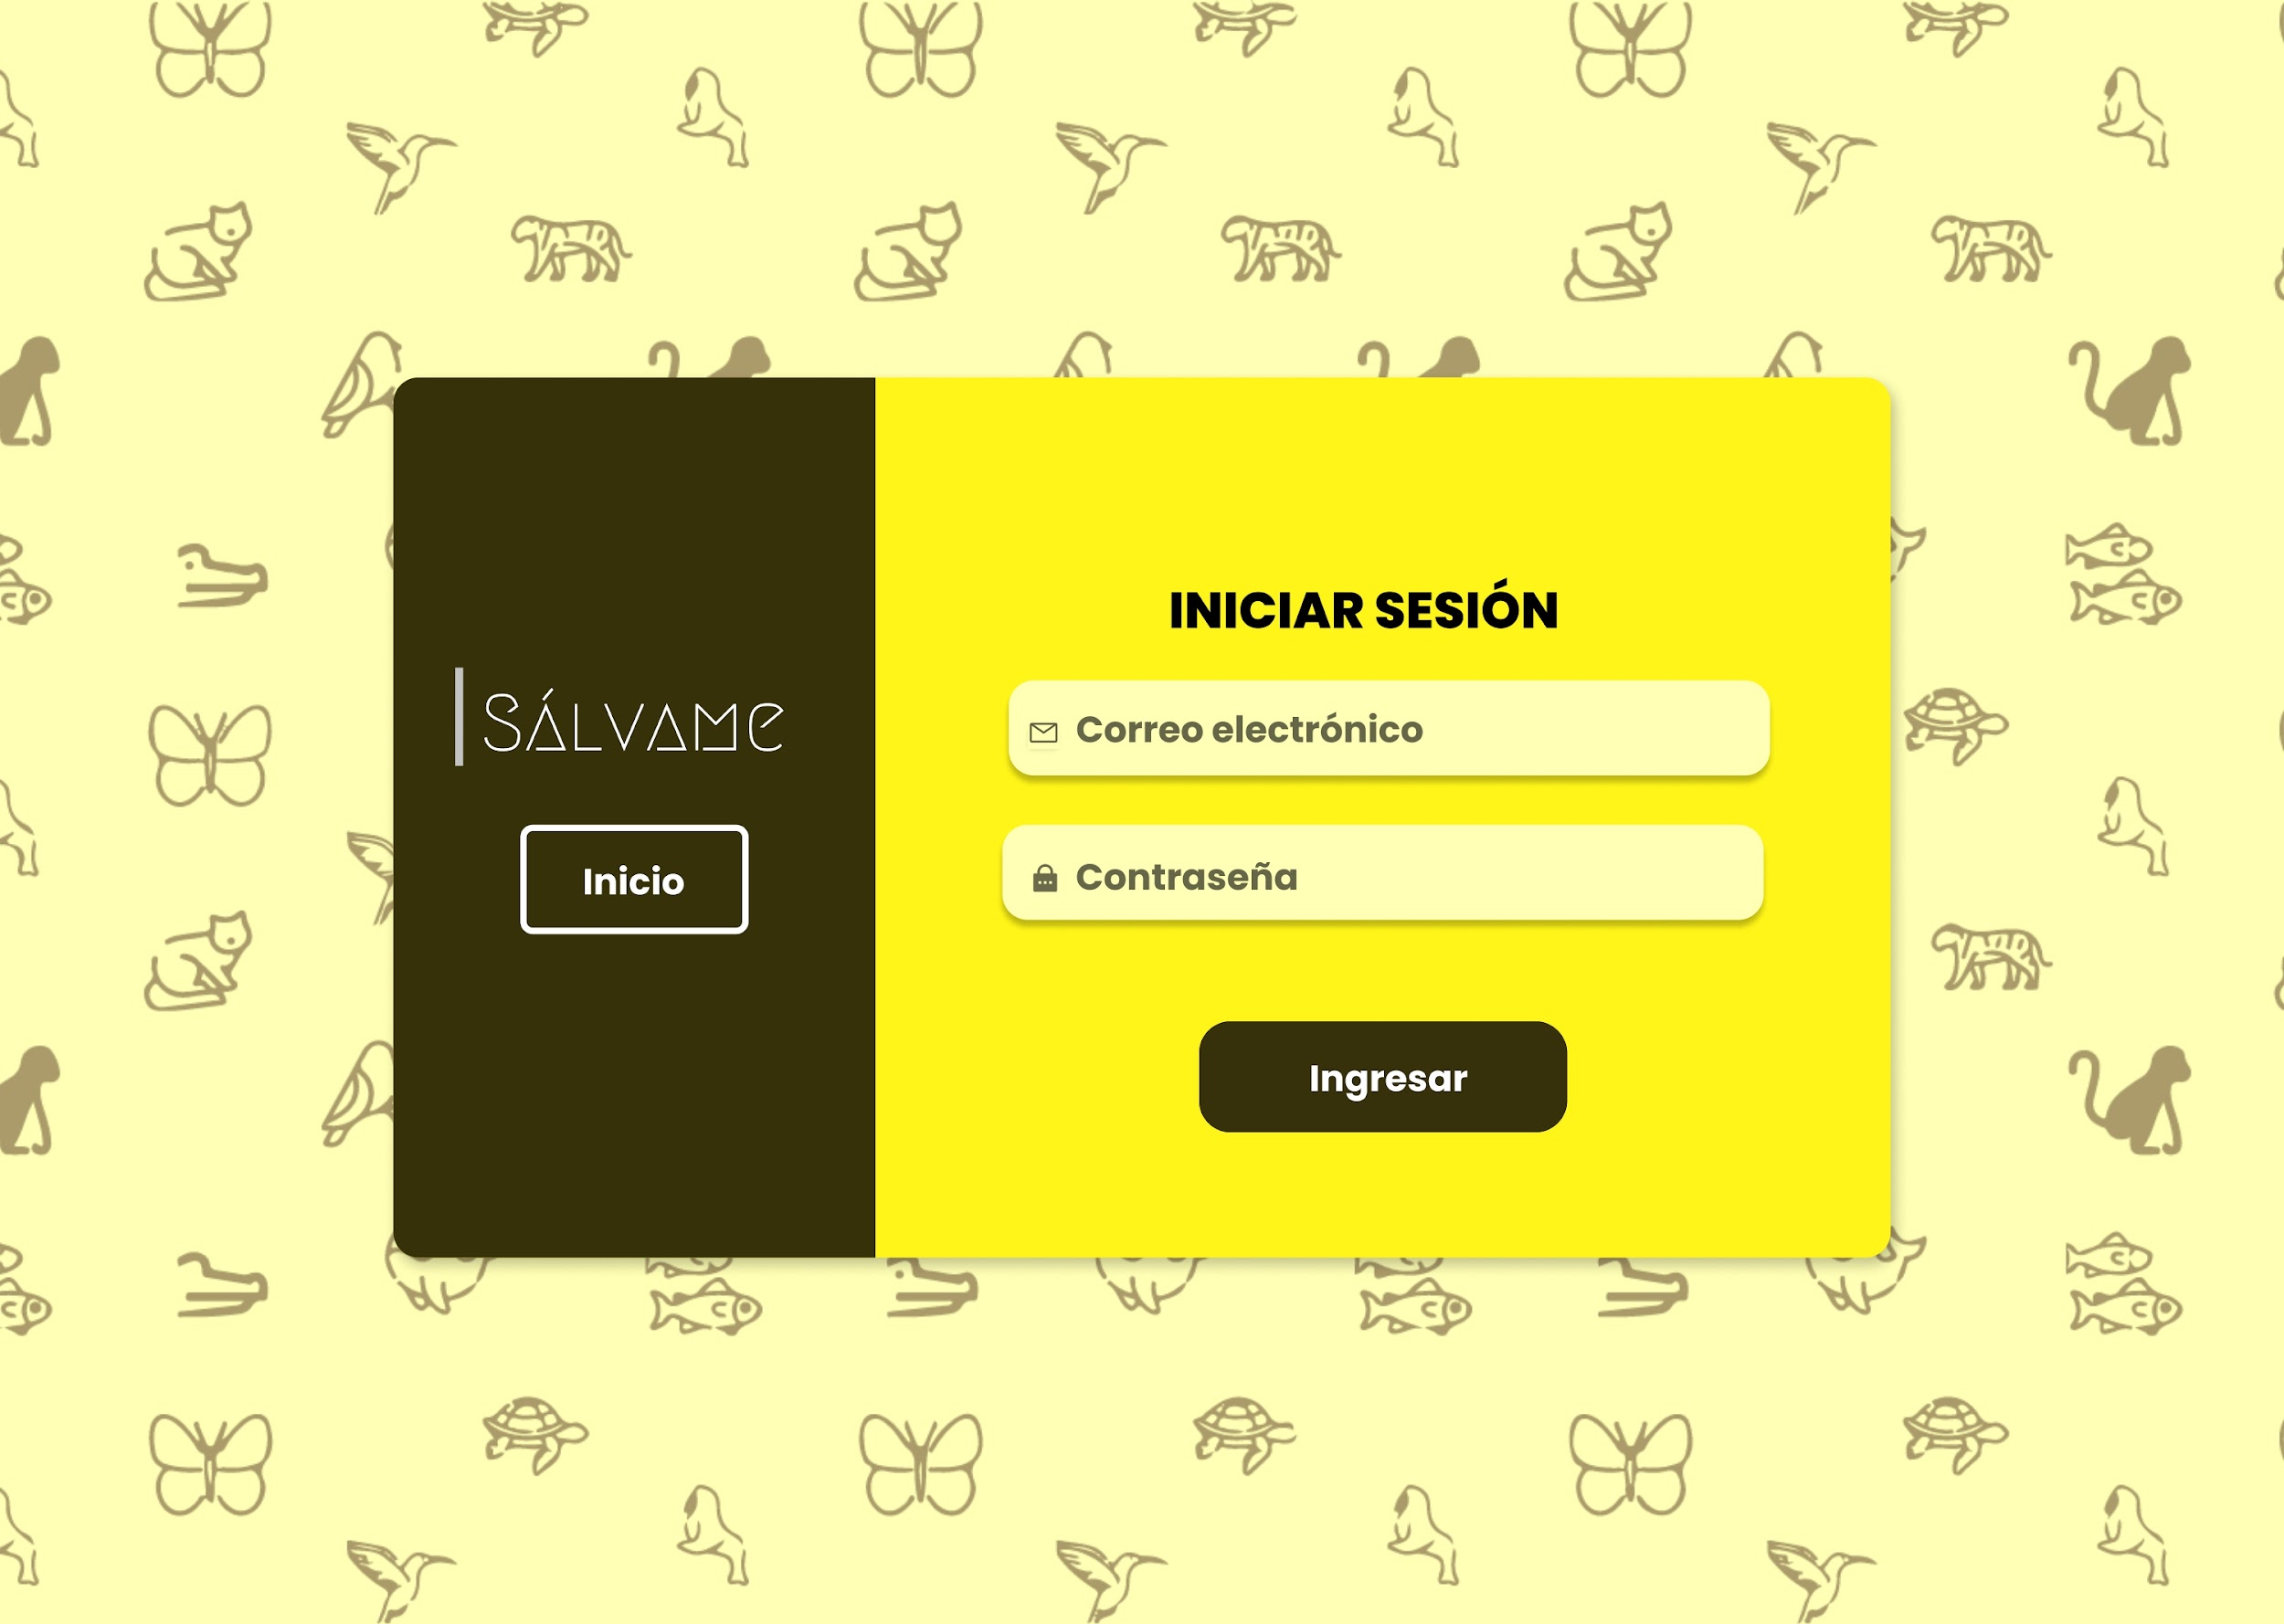 SÁLVAME
Inicio
INICIAR SESIÓN
Correo electrónico
Contraseña
Ingresar